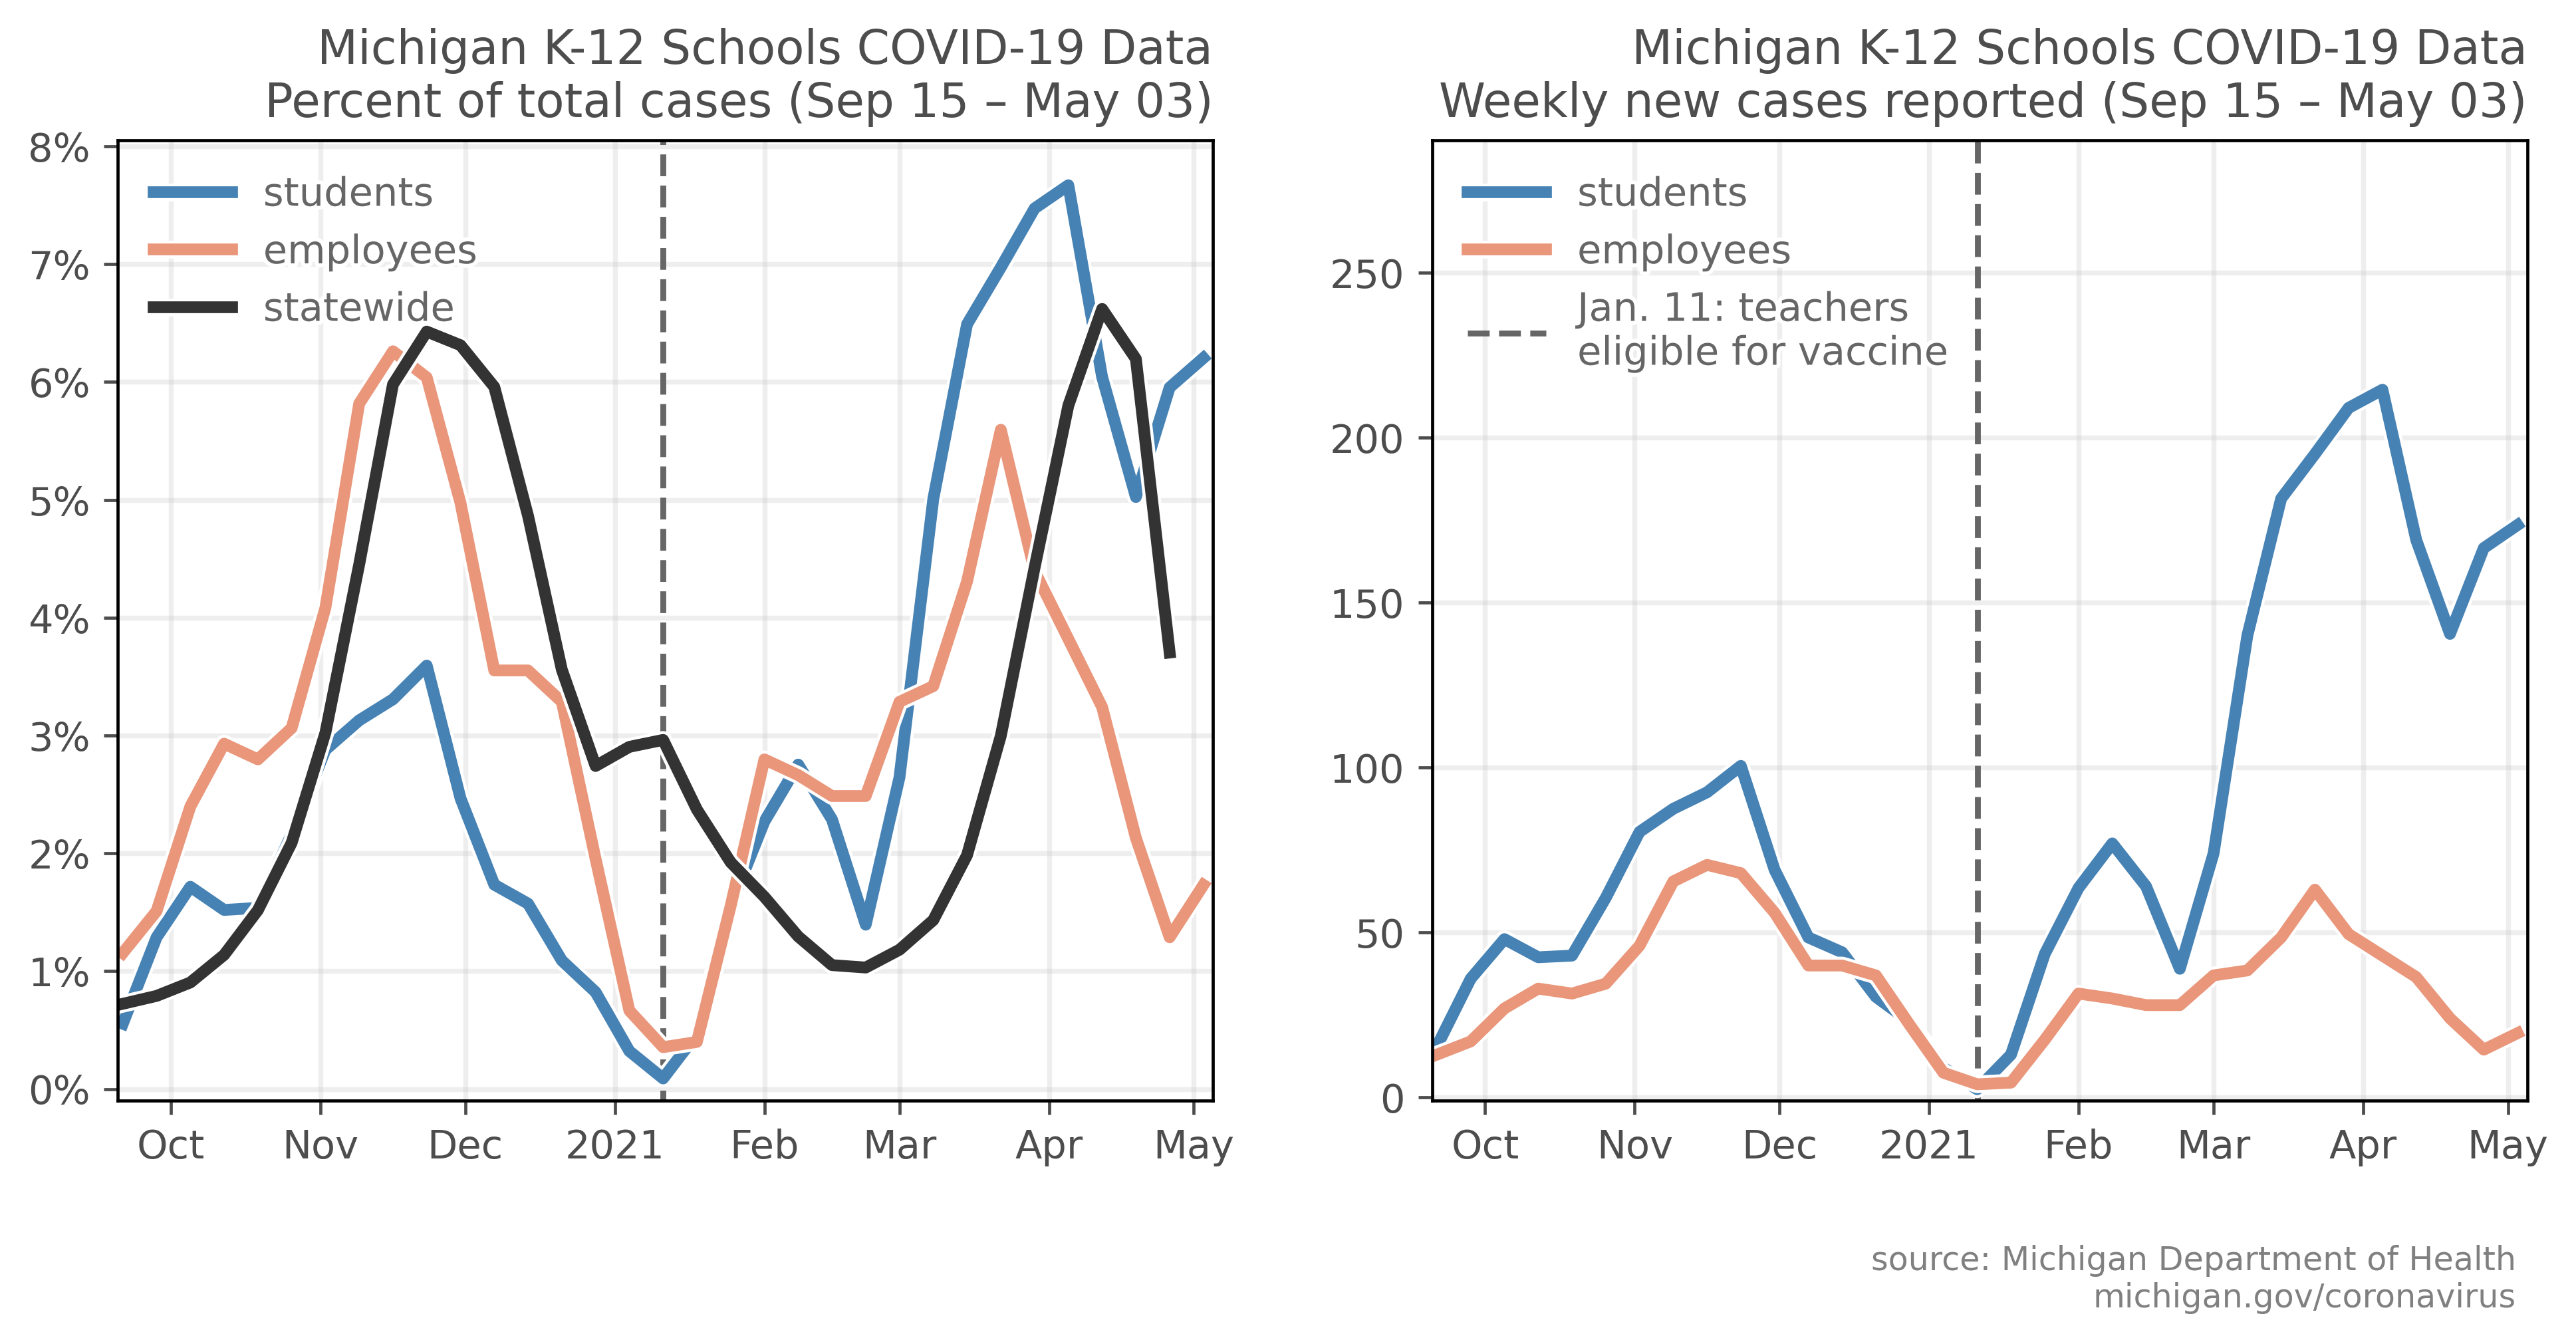 Michigan K-12 Schools COVID-19 Data
Percent of total cases (Sep 15 – May 03)
8%
7%
6%
5%
4%
3%
2%
1%
0%
students
employees
statewide
Oct Nov Dec 2021 Feb Mar Apr May
Michigan K-12 Schools COVID-19 Data
Weekly new cases reported (Sep 15 – May 03)
250
200
150
100
50
0
students
employees
Jan. 11: teachers
eligible for vaccine
Oct Nov Dec 2021 Feb Mar Apr May
source: Michigan Department of Health
michigan.gov/coronavirus